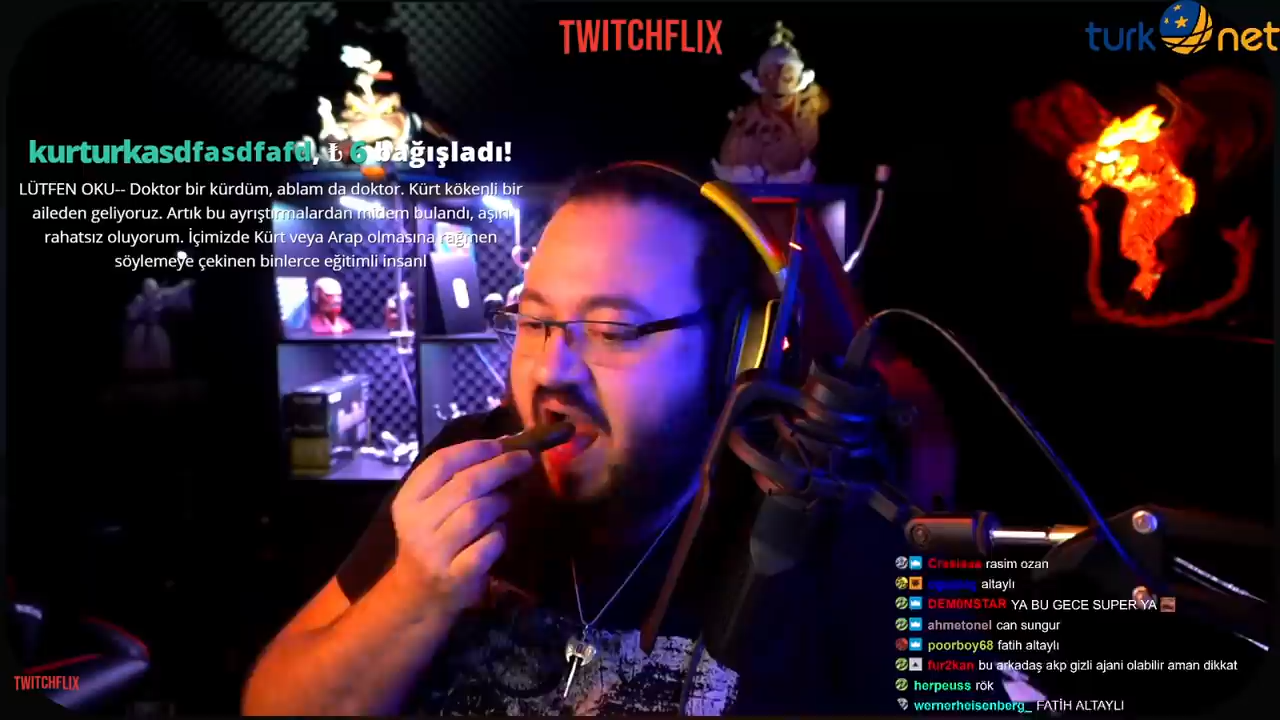 TWITCHFLIX
turk net
kurturkasdfasdfafd, ₺ 6 bağışladı!
LÜTFEN OKU-- Doktor bir kürdüm, ablam da doktor. Kürt kökenli bir
aileden geliyoruz. Artık bu ayrıştırmalardan midem bulandı, aşırı
rahatsız oluyorum. İçimizde Kürt veya Arap olmasına rağmen
söylemeye çekinen binlerce eğitimli insanl
rasim ozan
altaylı
DEM0NSTAR YA BU GECE SUPER YA
ahmetonel can sungur
poorboy68 fatih altaylı
fur2kan bu arkadaş akp gizli ajani olabilir aman dikkat
herpeuss rök
wernerheisenberg_ FATİH ALTAYLI
TWITCHFLIX